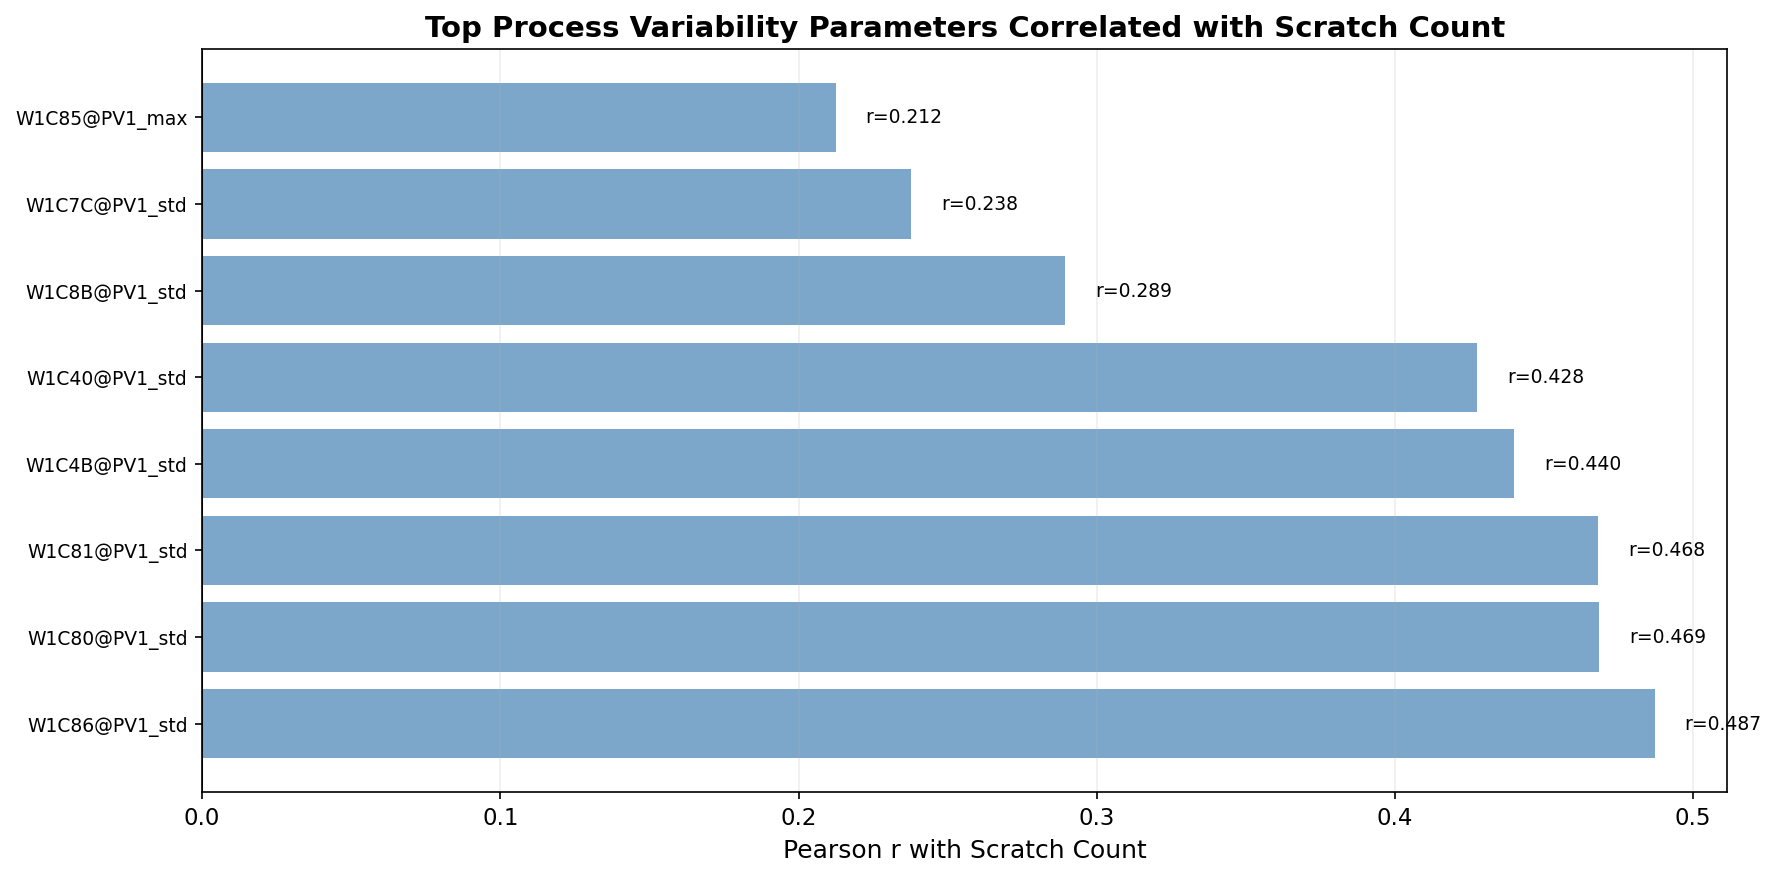 Top Process Variability Parameters Correlated with Scratch Count
W1C85@PV1_max
r=0.212
W1C7C@PV1_std
r=0.238
W1C8B@PV1_std
r=0.289
W1C40@PV1_std
r=0.428
W1C4B@PV1_std
r=0.440
W1C81@PV1_std
r=0.468
W1C80@PV1_std
r=0.469
W1C86@PV1_std
r=0.487
0.0 0.1 0.2 0.3 0.4 0.5
Pearson r with Scratch Count